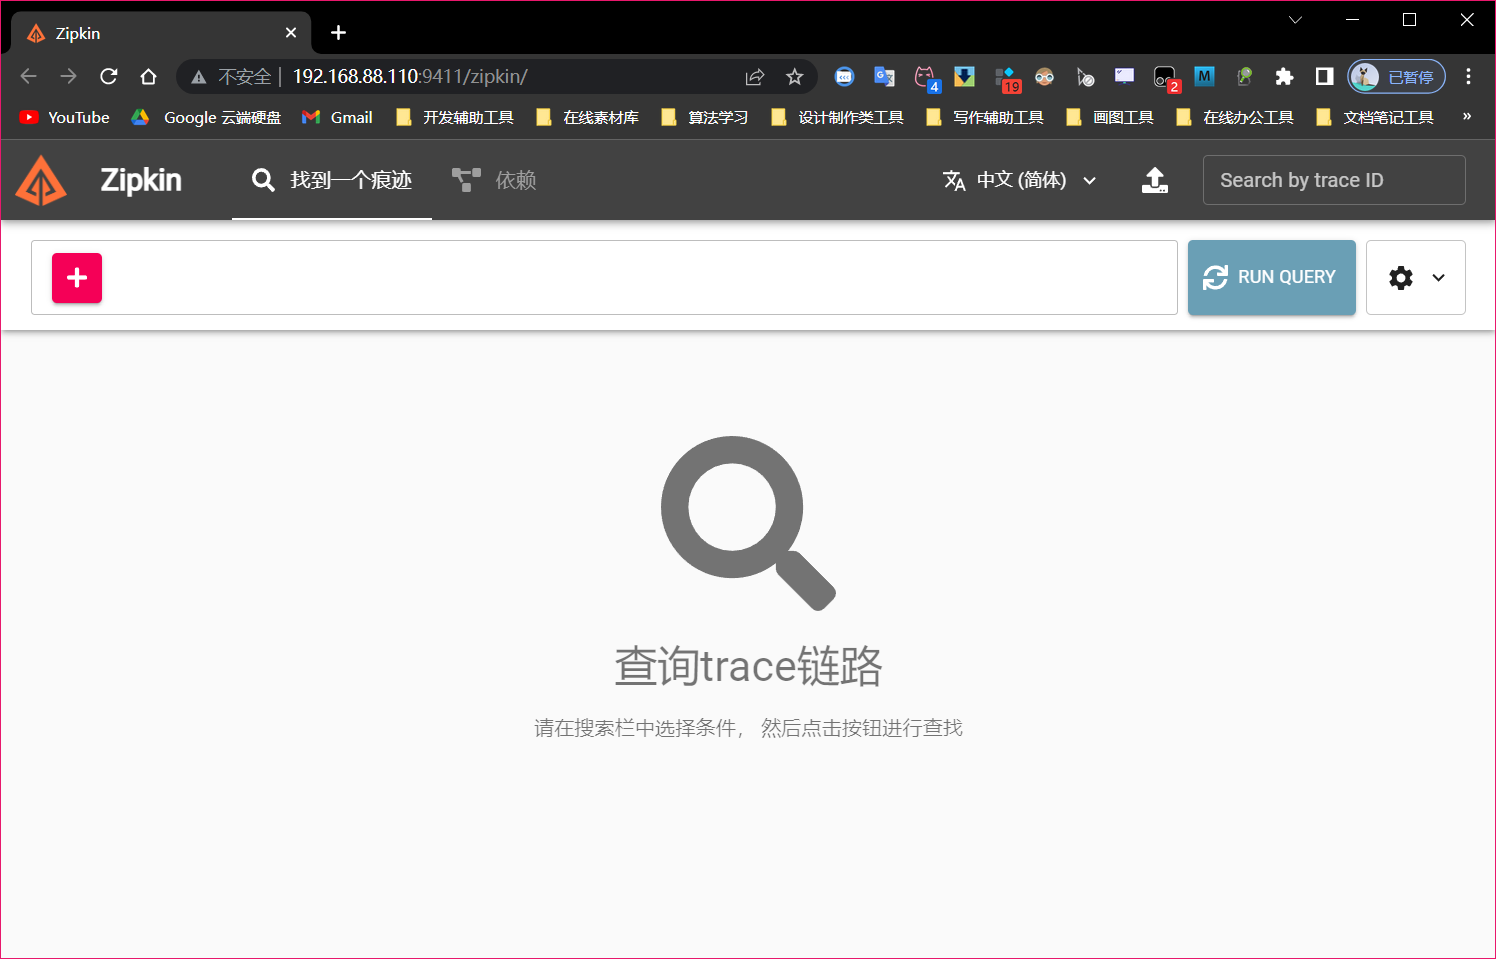 Zipkin
不安全 192.168.88.110:9411/zipkin/
4
19
2
M
已暂停
YouTube
Google 云端硬盘
Gmail
开发辅助工具
在线素材库
算法学习
设计制作类工具
写作辅助工具
画图工具
在线办公工具
文档笔记工具
»
Zipkin
找到一个痕迹
依赖
中文 (简体)
Search by trace ID
RUN QUERY
查询trace链路
请在搜索栏中选择条件， 然后点击按钮进行查找